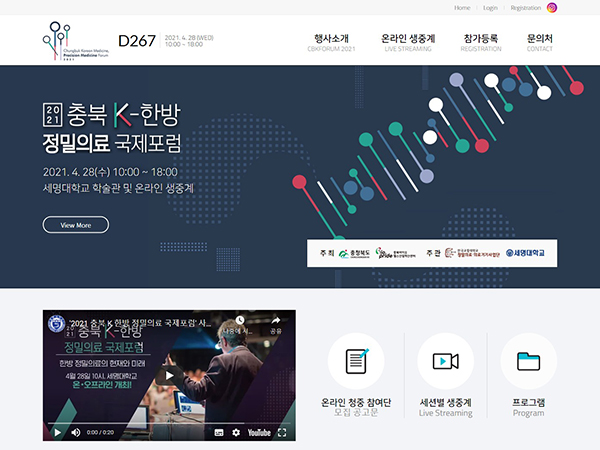 Home | Login | Registration
Chungbuk Korean Medicine,
Precision Medicine Forum
2021
D267
2021. 4. 28 (WED)
10:00 ~ 18:00
행사소개
CBKFORUM 2021
온라인 생중계
LIVE STREAMING
참가등록
REGISTRATION
문의처
CONTACT
2021 충북 K-한방
정밀의료 국제포럼
2021. 4. 28(수) 10:00 ~ 18:00
세명대학교 학술관 및 온라인 생중계
View More
주최 충청북도 pride 주관 세명대학교
'2021 충북 K 한방 정밀의료 국제포럼' 사...
나중에 시...
공유
2021 충북 K-한방
정밀의료 국제포럼
한방 정밀의료의 현재와 미래
4월 28일 10시, 세명대학교
온·오프라인 개최!
0:00 / 0:20
YouTube
온라인 청중 참여단
모집 공고문
세션별 생중계
Live Streaming
프로그램
Program